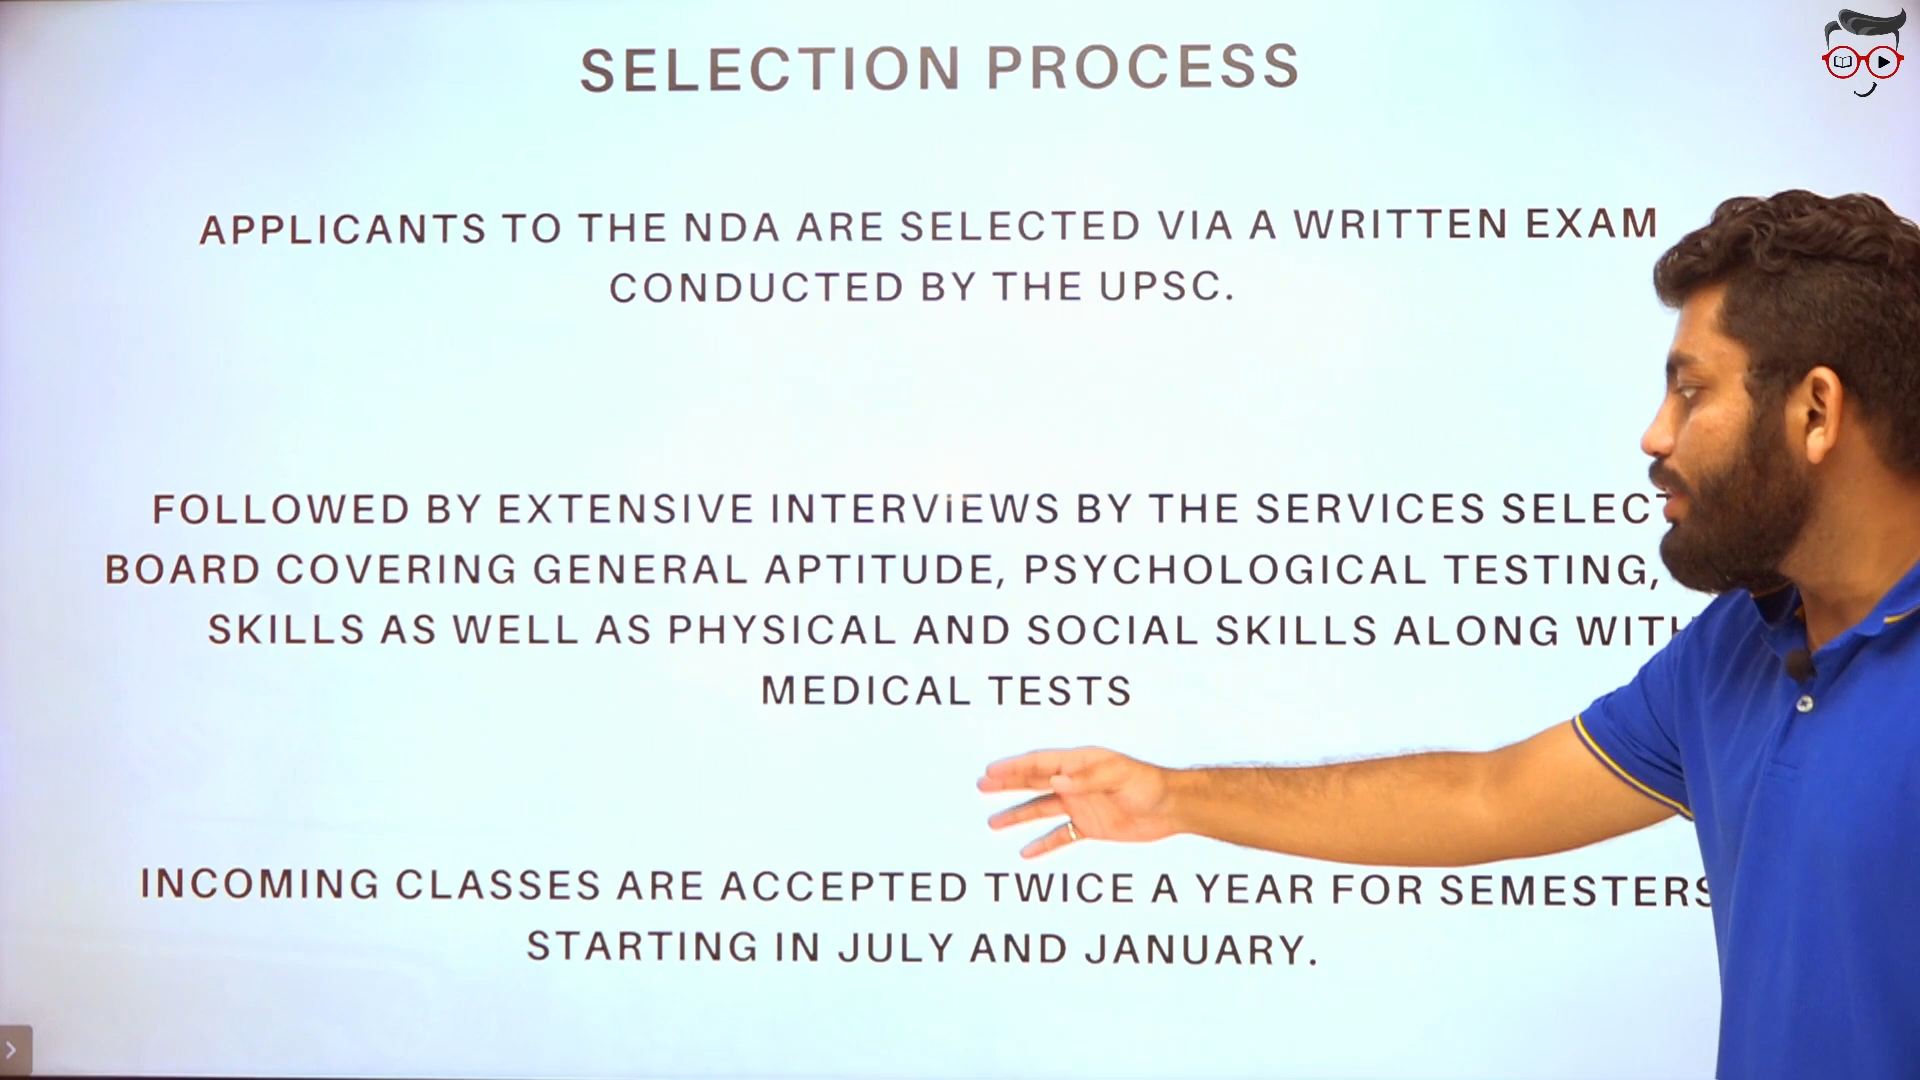 SELECTION PROCESS
APPLICANTS TO THE NDA ARE SELECTED VIA A WRITTEN EXAM
CONDUCTED BY THE UPSC.
FOLLOWED BY EXTENSIVE INTERVIEWS BY THE SERVICES
BOARD COVERING GENERAL APTITUDE, PSYCHOLOGICAL TESTING,
SKILLS AS WELL AS PHYSICAL AND SOCIAL SKILLS ALONG WITH
MEDICAL TESTS
INCOMING CLASSES ARE ACCEPTED TWICE A YEAR FOR SEMESTERS
STARTING IN JULY AND JANUARY.